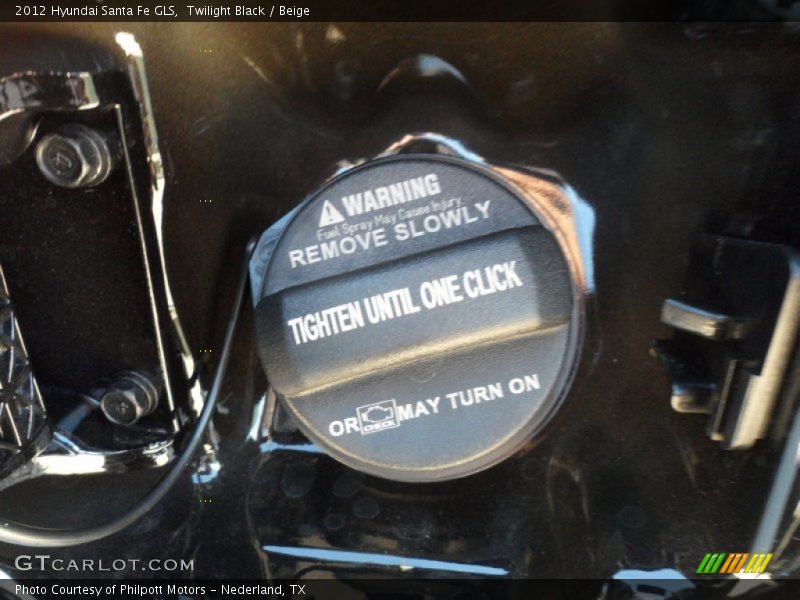 2012 Hyundai Santa Fe GLS, Twilight Black / Beige
WARNING
Fuel Spray May Cause Injury
REMOVE SLOWLY
TIGHTEN UNTIL ONE CLICK
OR CHECK MAY TURN ON
GTCARLOT.COM
Photo Courtesy of Philpott Motors - Nederland, TX